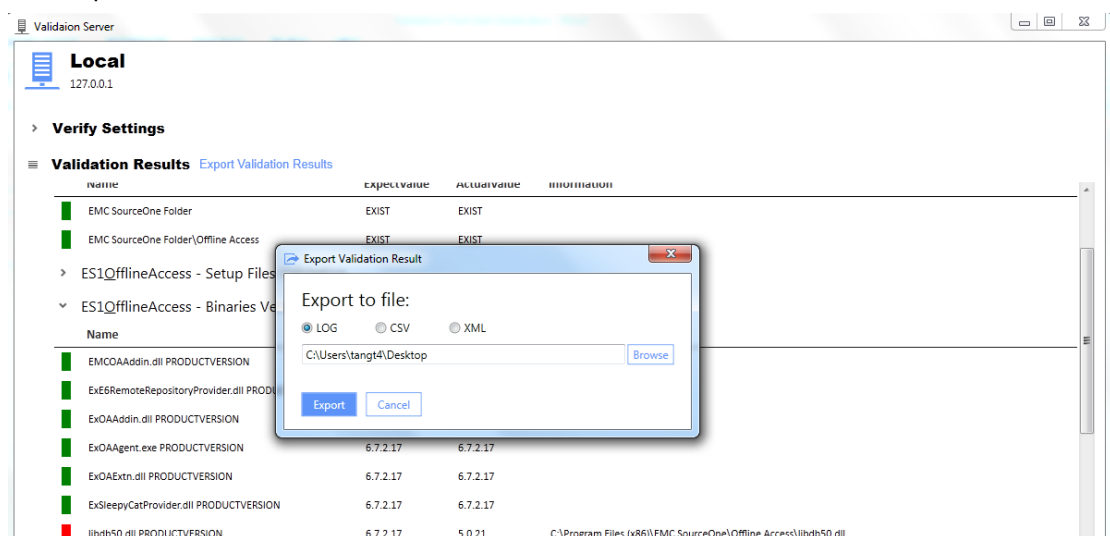 Validaion Server
Local
127.0.0.1
Verify Settings
Validation Results Export Validation Results
Name ExpectValue ActualValue Information
EMC SourceOne Folder EXIST EXIST
EMC SourceOne Folder\Offline Access EXIST EXIST
Export Validation Result
ES1OfflineAccess - Setup Files
Export to file:
ES1OfflineAccess - Binaries Ve
LOG CSV XML
Name
C:\Users\tangt4\Desktop Browse
EMCOAAddin.dll PRODUCTVERSION
ExE6RemoteRepositoryProvider.dll PRODU
Export Cancel
ExOAAddin.dll PRODUCTVERSION
ExOAAgent.exe PRODUCTVERSION 6.7.2.17 6.7.2.17
ExOAExtn.dll PRODUCTVERSION 6.7.2.17 6.7.2.17
ExSleepyCatProvider.dll PRODUCTVERSION 6.7.2.17 6.7.2.17
libdb50.dll PRODUCTVERSION 6.7.2.17 5.0.21 C:\Program Files (x86)\EMC SourceOne\Offline Access\libdb50.dll